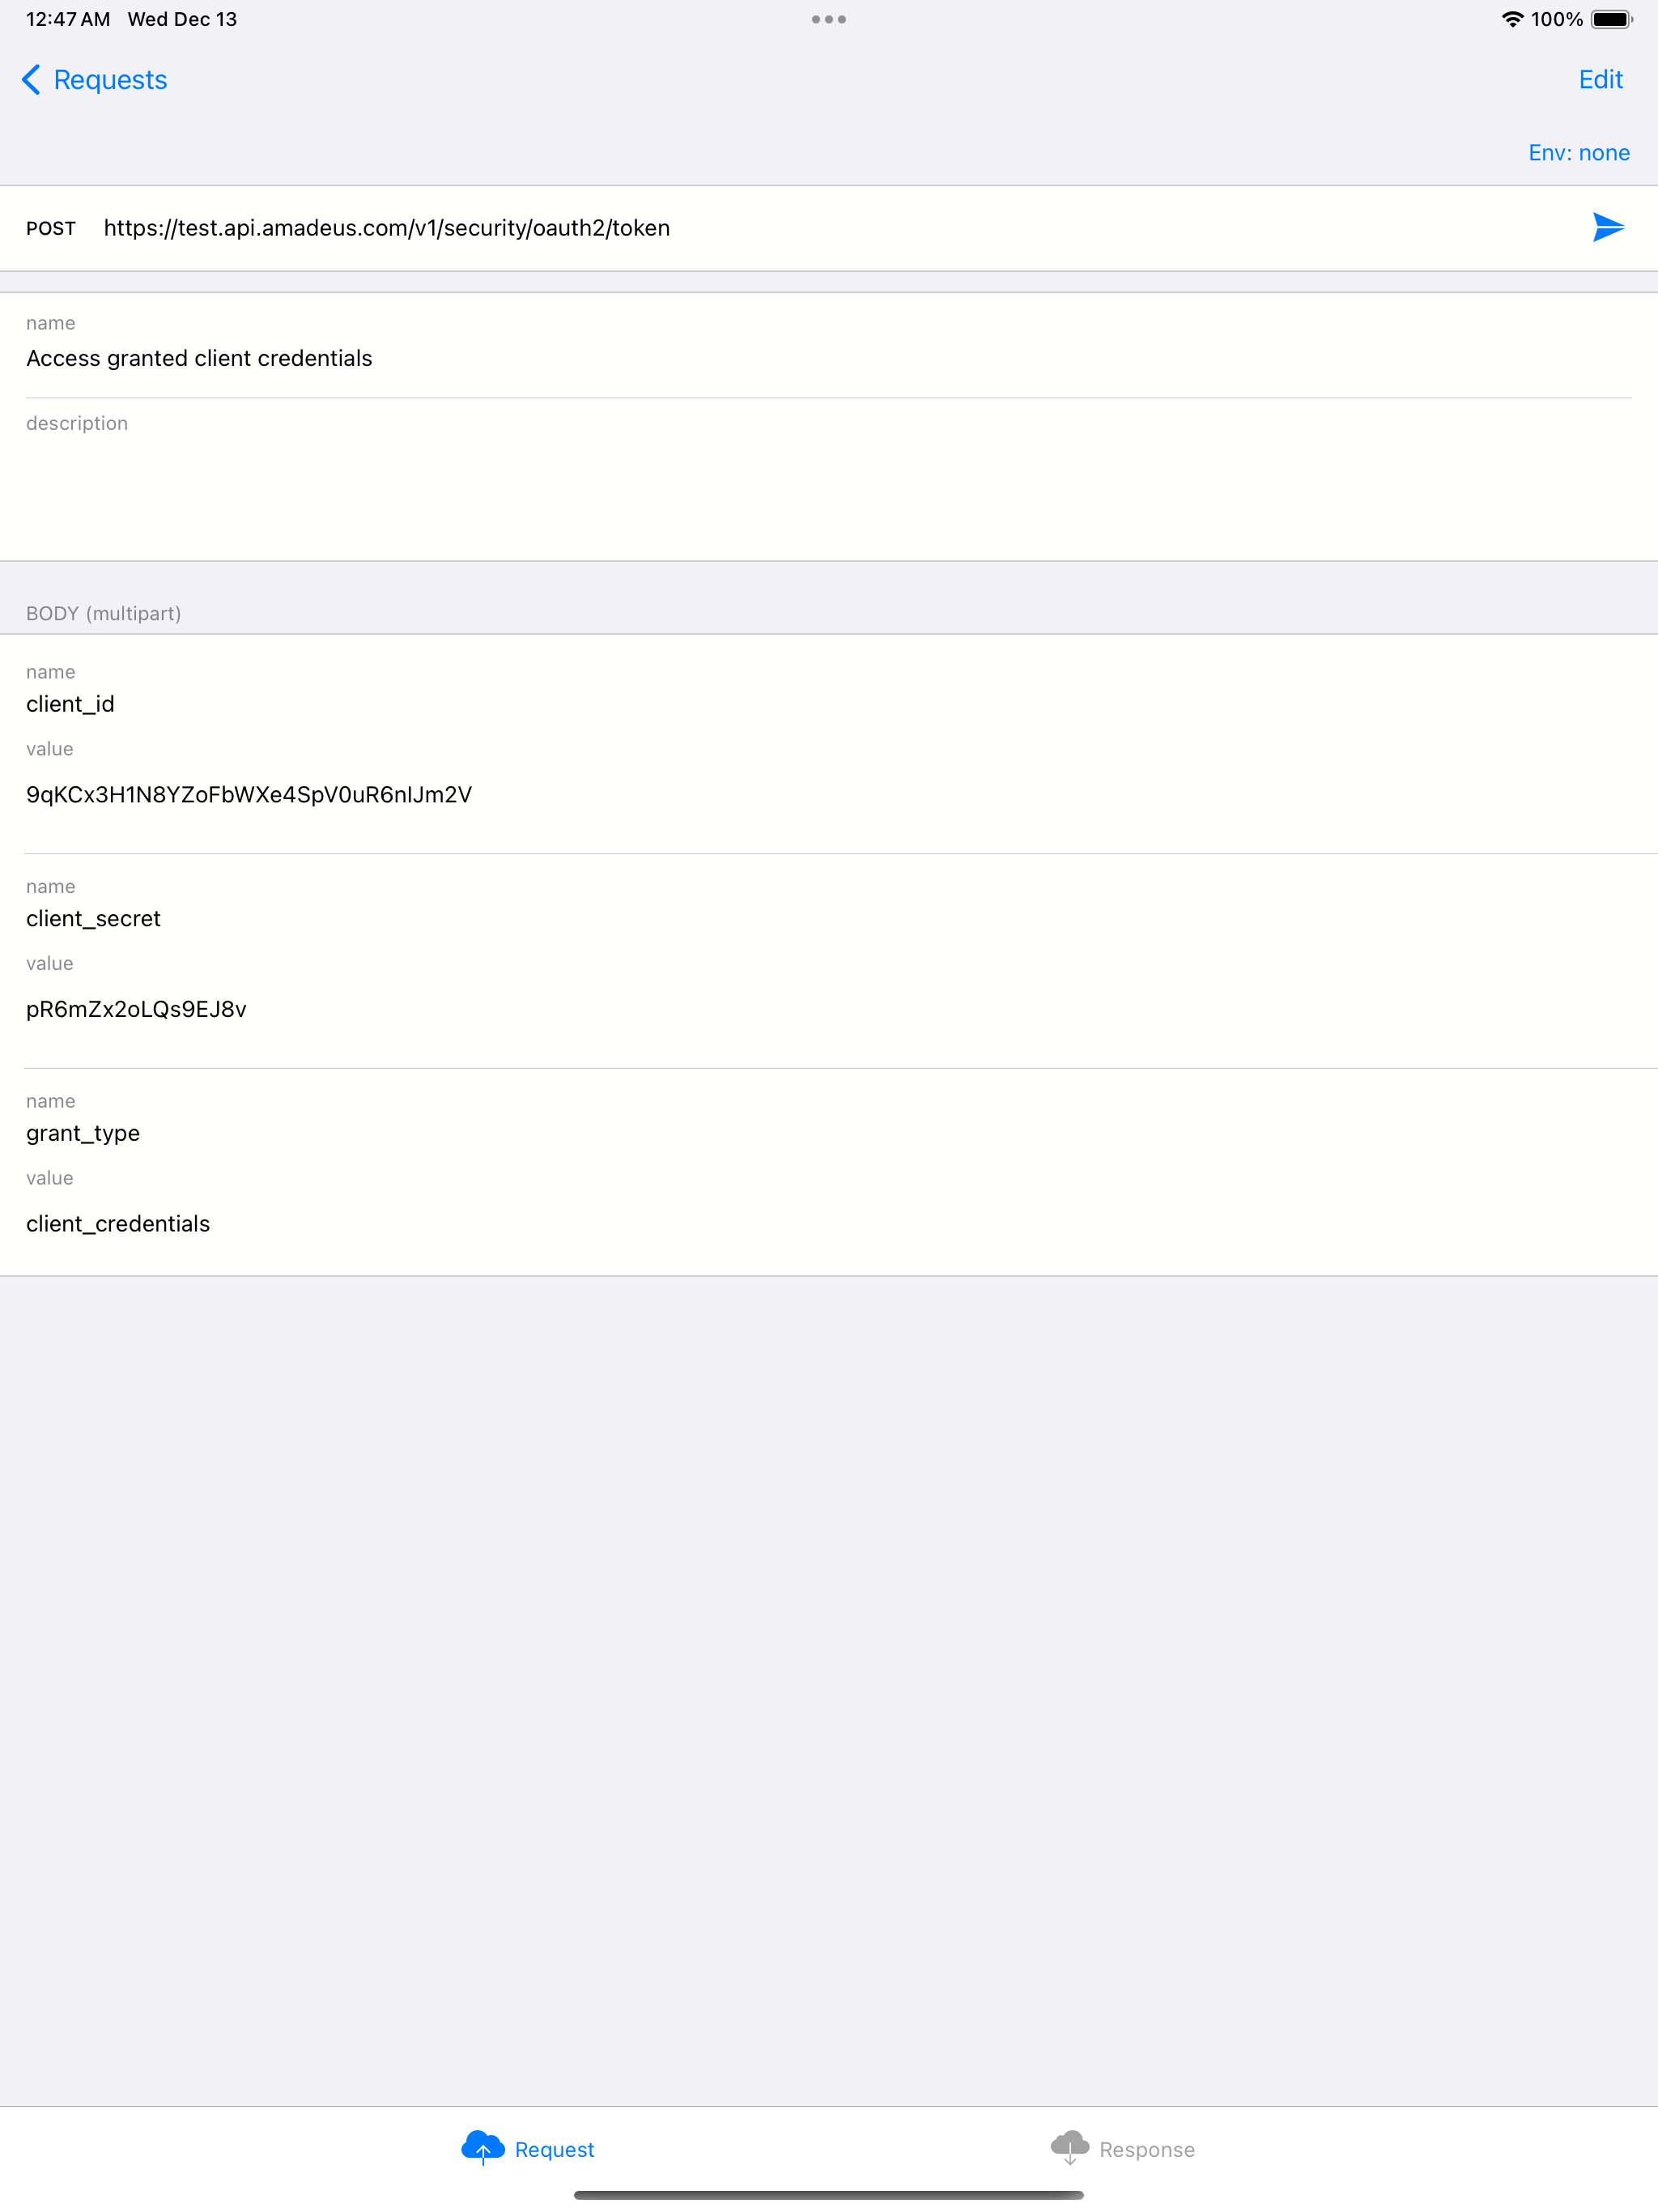 12:47 AM Wed Dec 13
100%
Requests
Edit
Env: none
POST https://test.api.amadeus.com/v1/security/oauth2/token
name
Access granted client credentials
description
BODY (multipart)
name
client_id
value
9qKCx3H1N8YZoFbWXe4SpV0uR6nIJm2V
name
client_secret
value
pR6mZx2oLQs9EJ8v
name
grant_type
value
client_credentials
Request
Response